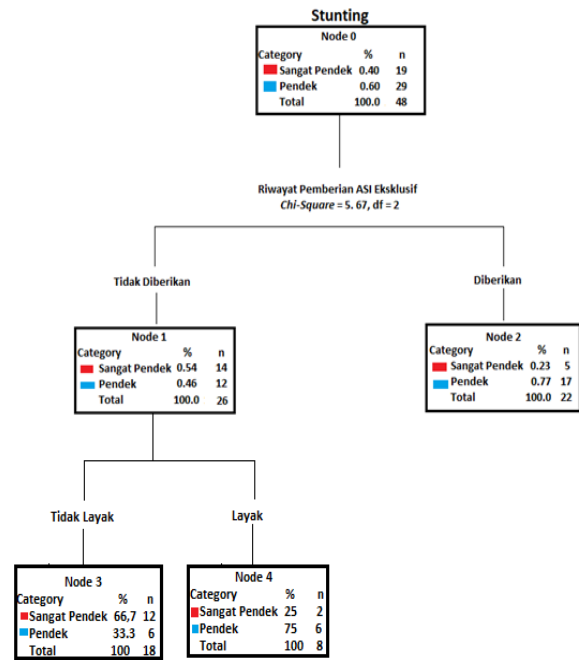 Stunting
Node 0
Category % n
Sangat Pendek 0.40 19
Pendek 0.60 29
Total 100.0 48
Riwayat Pemberian ASI Eksklusif
Chi-Square = 5. 67, df = 2
Tidak Diberikan
Diberikan
Node 1
Category % n
Sangat Pendek 0.54 14
Pendek 0.46 12
Total 100.0 26
Node 2
Category % n
Sangat Pendek 0.23 5
Pendek 0.77 17
Total 100.0 22
Tidak Layak
Layak
Node 3
Category % n
Sangat Pendek 66,7 12
Pendek 33.3 6
Total 100 18
Node 4
Category % n
Sangat Pendek 25 2
Pendek 75 6
Total 100 8